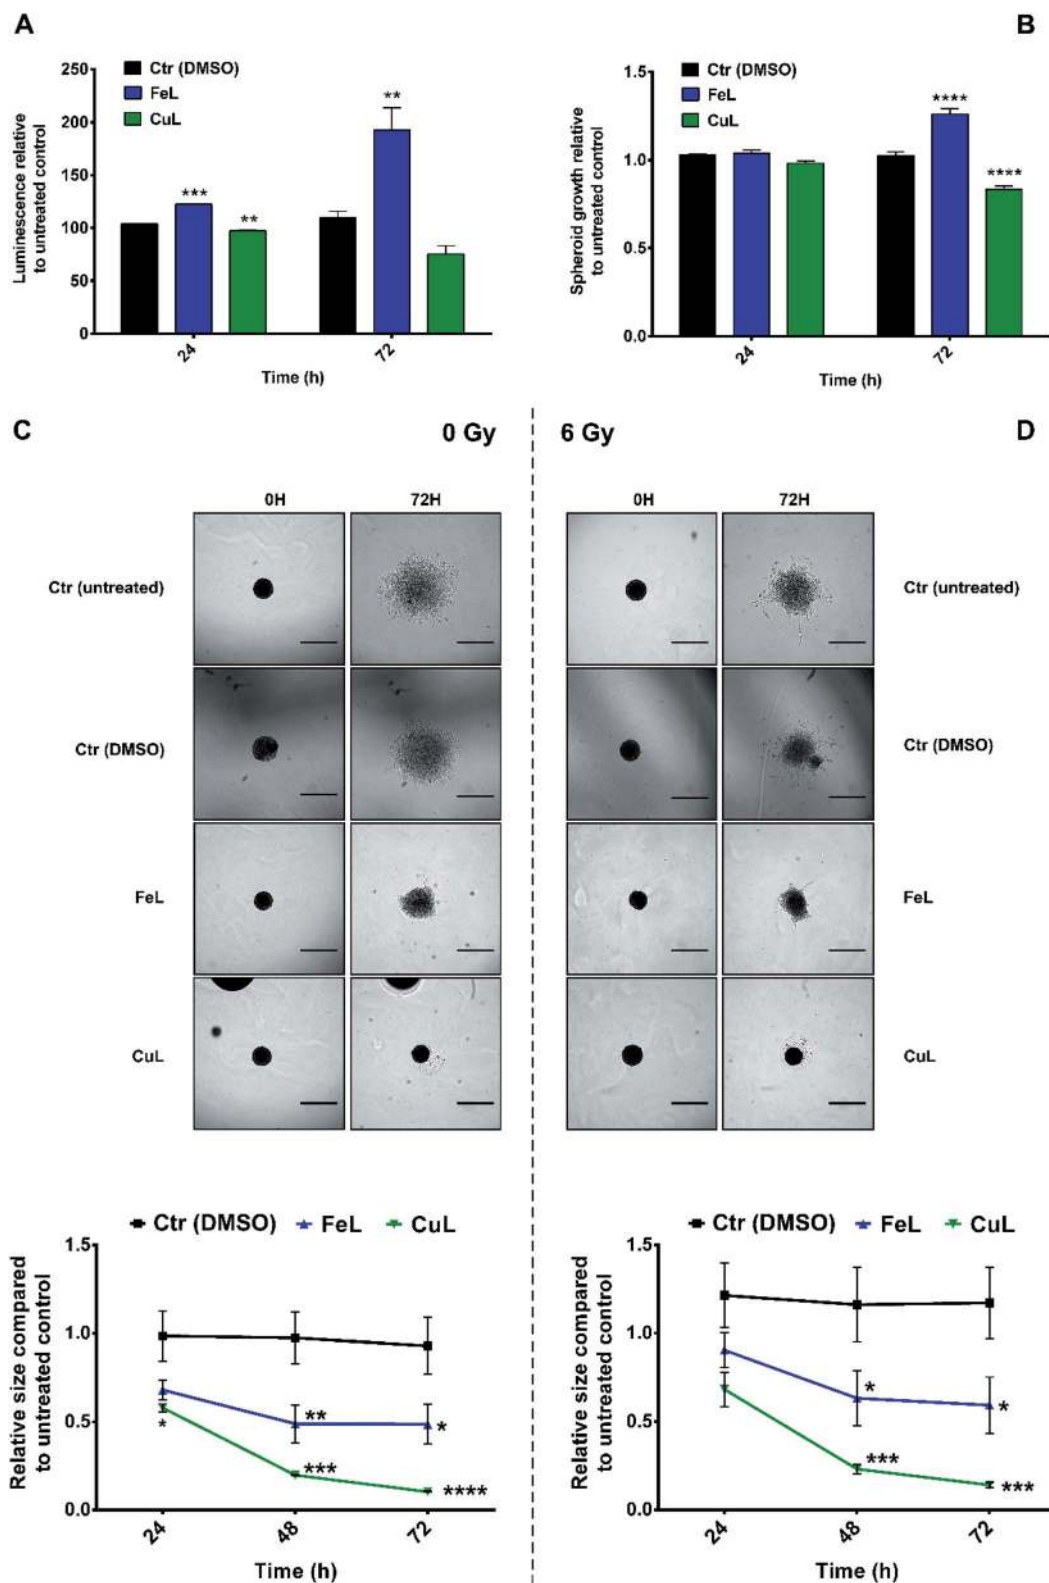 A
B
Luminescence relative
to untreated control
250
200
150
100
50
0
Ctr (DMSO)
FeL
CuL
***
**
**
24
72
Time (h)
Spheroid growth relative
to untreated control
1.5
1.0
0.5
0.0
Ctr (DMSO)
FeL
CuL
****
****
24
72
Time (h)
C
0 Gy
6 Gy
D
0H
72H
0H
72H
Ctr (untreated)
Ctr (untreated)
Ctr (DMSO)
Ctr (DMSO)
FeL
FeL
CuL
CuL
Ctr (DMSO) FeL CuL
Relative size compared
to untreated control
1.5
1.0
0.5
0.0
*
**
***
*
****
24
48
72
Time (h)
Ctr (DMSO) FeL CuL
Relative size compared
to untreated control
1.5
1.0
0.5
0.0
*
*
***
***
24
48
72
Time (h)